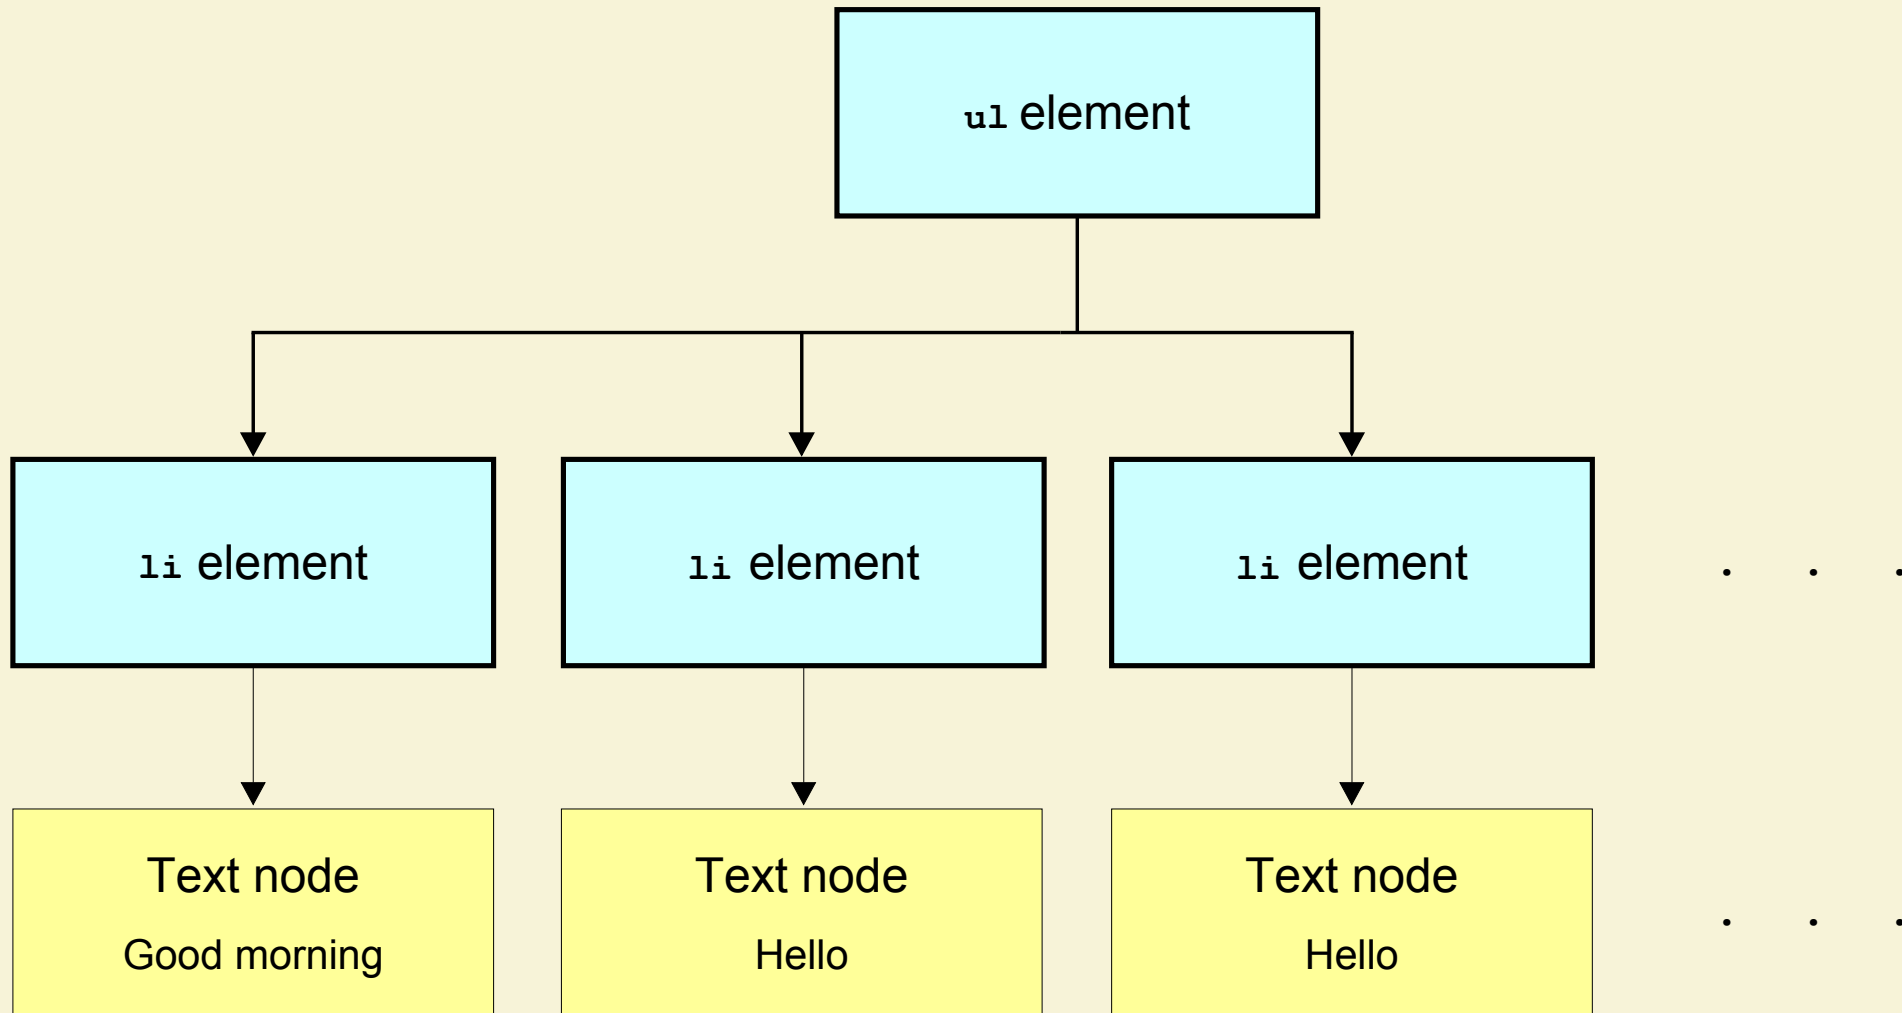 ul element
li element
li element
li element
. . .
Text node
Good morning
Text node
Hello
Text node
Hello
. . .